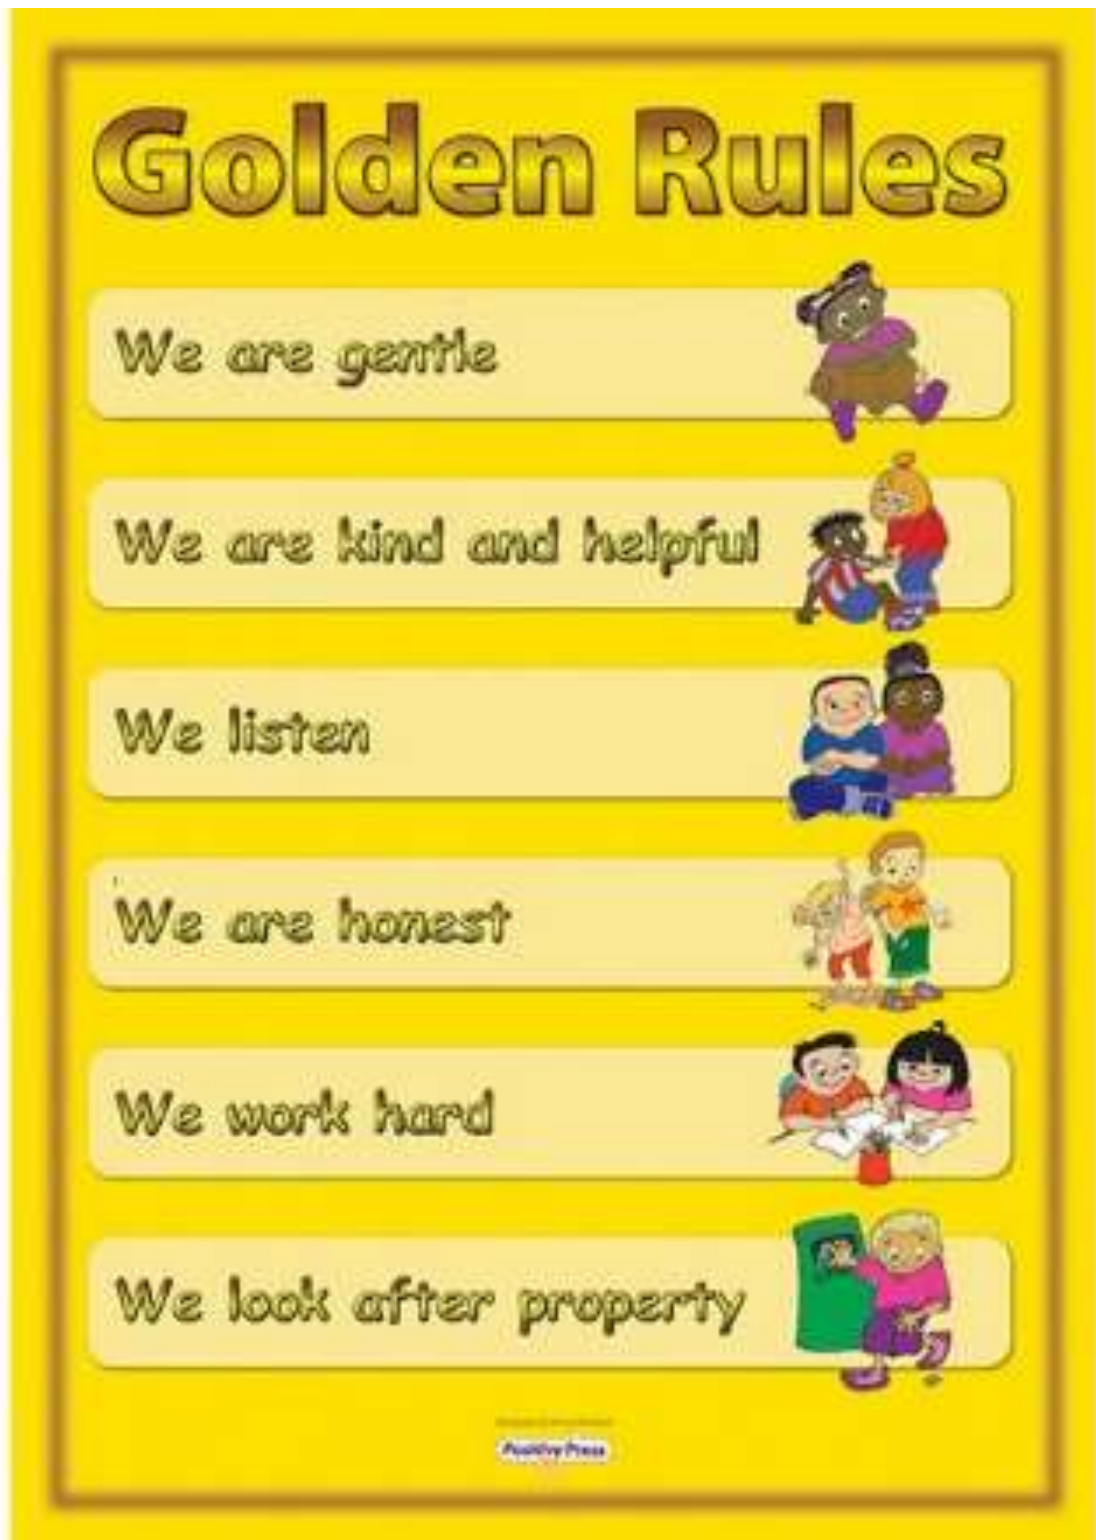 Golden Rules
We are gentle
We are kind and helpful
We listen
We are honest
We work hard
We look after property
Positive Press